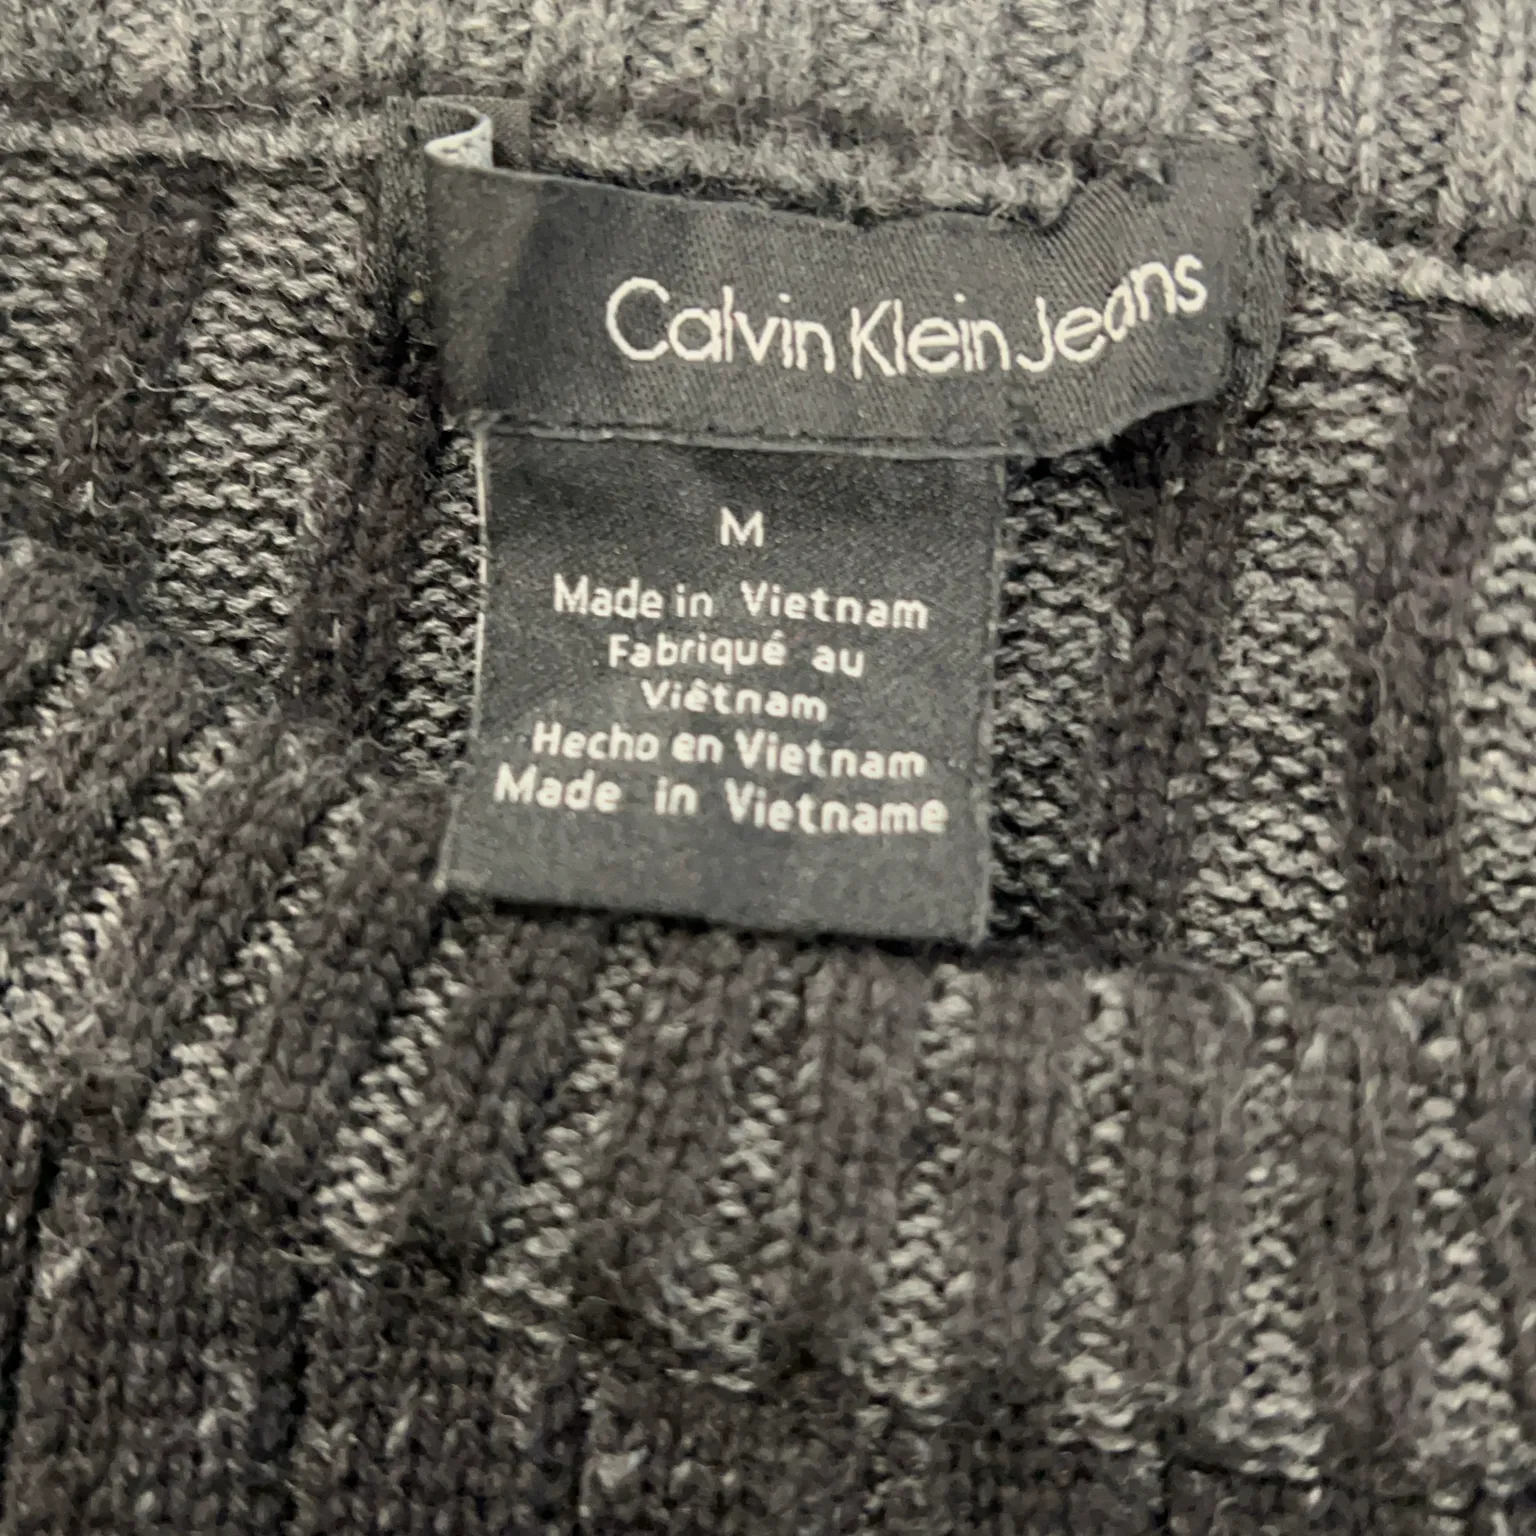 Calvin Klein Jeans
M
Made in Vietnam
Fabriqué au
Viêtnam
Hecho en Vietnam
Made in Vietname